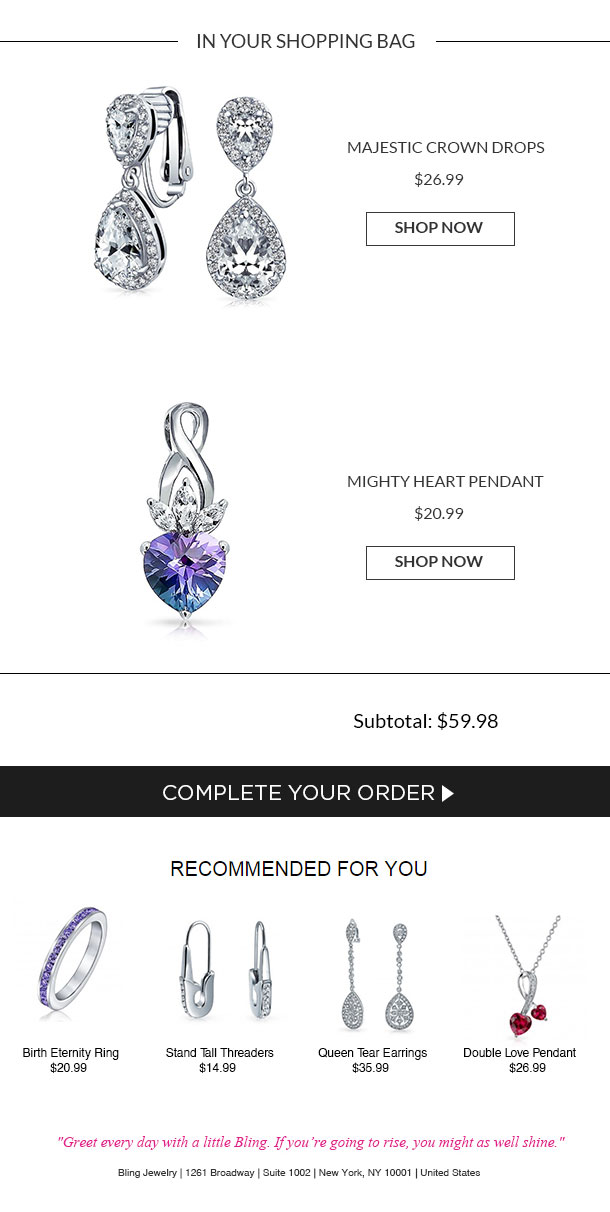 IN YOUR SHOPPING BAG
MAJESTIC CROWN DROPS
$26.99
SHOP NOW
MIGHTY HEART PENDANT
$20.99
SHOP NOW
Subtotal: $59.98
COMPLETE YOUR ORDER
RECOMMENDED FOR YOU
Birth Eternity Ring
$20.99
Stand Tall Threaders
$14.99
Queen Tear Earrings
$35.99
Double Love Pendant
$26.99
"Greet every day with a little Bling. If you're going to rise, you might as well shine."
Bling Jewelry | 1261 Broadway | Suite 1002 | New York, NY 10001 | United States